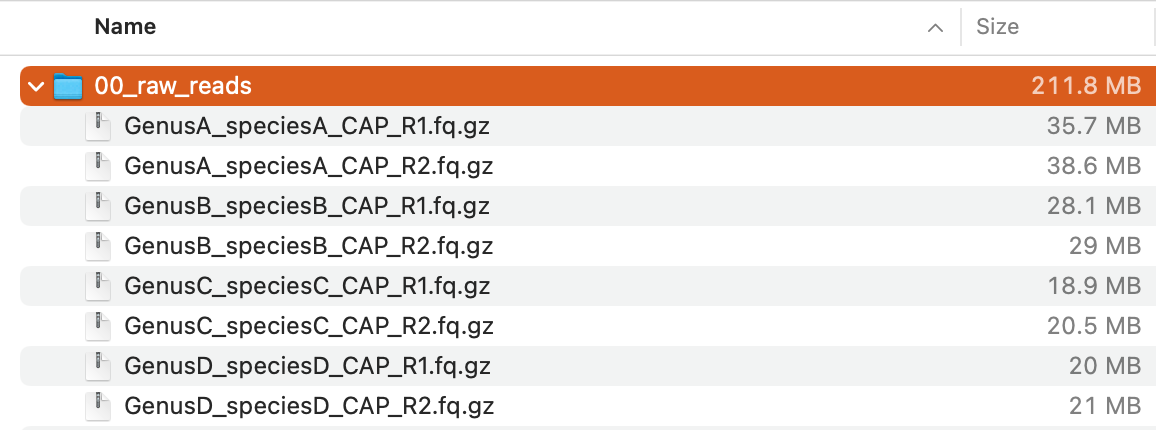 Name Size
00_raw_reads 211.8 MB
GenusA_speciesA_CAP_R1.fq.gz 35.7 MB
GenusA_speciesA_CAP_R2.fq.gz 38.6 MB
GenusB_speciesB_CAP_R1.fq.gz 28.1 MB
GenusB_speciesB_CAP_R2.fq.gz 29 MB
GenusC_speciesC_CAP_R1.fq.gz 18.9 MB
GenusC_speciesC_CAP_R2.fq.gz 20.5 MB
GenusD_speciesD_CAP_R1.fq.gz 20 MB
GenusD_speciesD_CAP_R2.fq.gz 21 MB